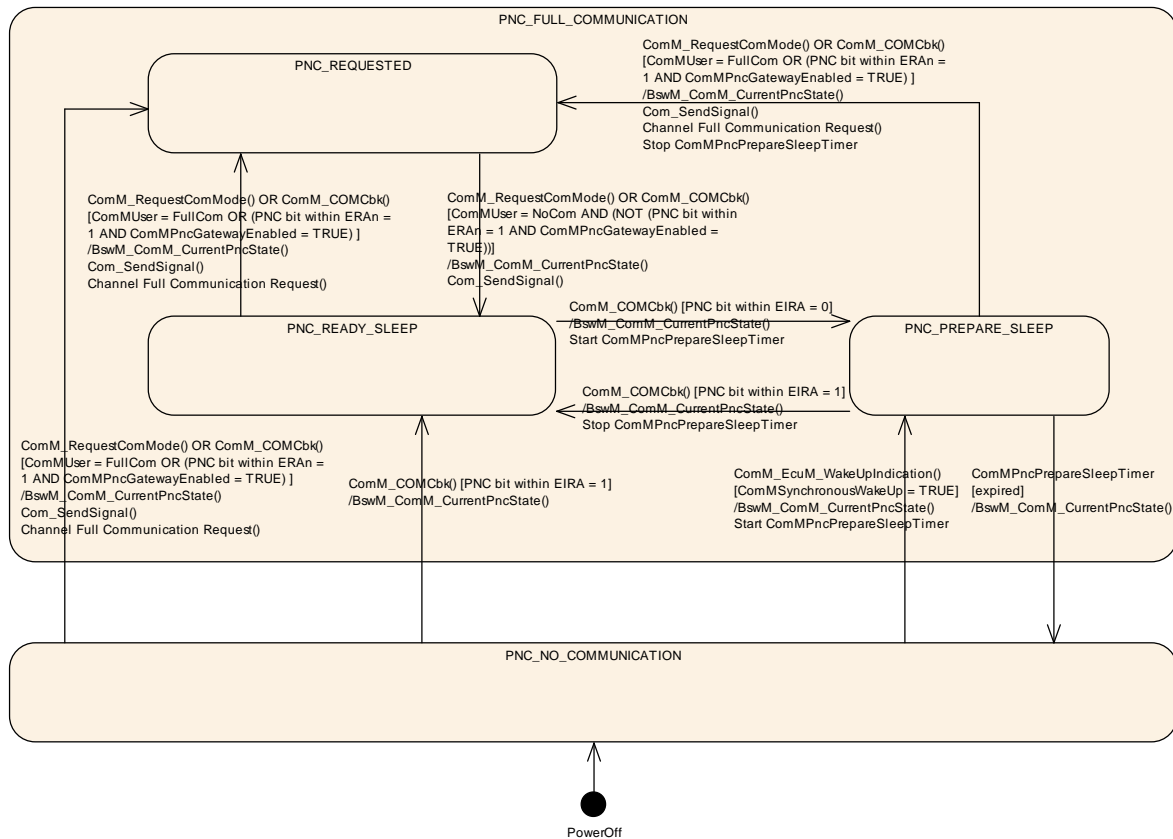 PNC_FULL_COMMUNICATION
ComM_RequestComMode() OR ComM_COMCbk()
[ComMUser = FullCom OR (PNC bit within ERAn =
1 AND ComMPncGatewayEnabled = TRUE) ]
/BswM_ComM_CurrentPncState()
Com_SendSignal()
Channel Full Communication Request()
Stop ComMPncPrepareSleepTimer
PNC_REQUESTED
ComM_RequestComMode() OR ComM_COMCbk()
[ComMUser = FullCom OR (PNC bit within ERAn =
1 AND ComMPncGatewayEnabled = TRUE) ]
/BswM_ComM_CurrentPncState()
Com_SendSignal()
Channel Full Communication Request()
ComM_RequestComMode() OR ComM_COMCbk()
[ComMUser = NoCom AND (NOT (PNC bit within
ERAn = 1 AND ComMPncGatewayEnabled =
TRUE))]
/BswM_ComM_CurrentPncState()
Com_SendSignal()
PNC_READY_SLEEP
ComM_COMCbk() [PNC bit within EIRA = 0]
/BswM_ComM_CurrentPncState()
Start ComMPncPrepareSleepTimer
PNC_PREPARE_SLEEP
ComM_COMCbk() [PNC bit within EIRA = 1]
/BswM_ComM_CurrentPncState()
Stop ComMPncPrepareSleepTimer
ComM_RequestComMode() OR ComM_COMCbk()
[ComMUser = FullCom OR (PNC bit within ERAn =
1 AND ComMPncGatewayEnabled = TRUE) ]
/BswM_ComM_CurrentPncState()
Com_SendSignal()
Channel Full Communication Request()
ComM_COMCbk() [PNC bit within EIRA = 1]
/BswM_ComM_CurrentPncState()
ComM_EcuM_WakeUpIndication()
[ComMSynchronousWakeUp = TRUE]
/BswM_ComM_CurrentPncState()
Start ComMPncPrepareSleepTimer
ComMPncPrepareSleepTimer
[expired]
/BswM_ComM_CurrentPncState()
PNC_NO_COMMUNICATION
PowerOff